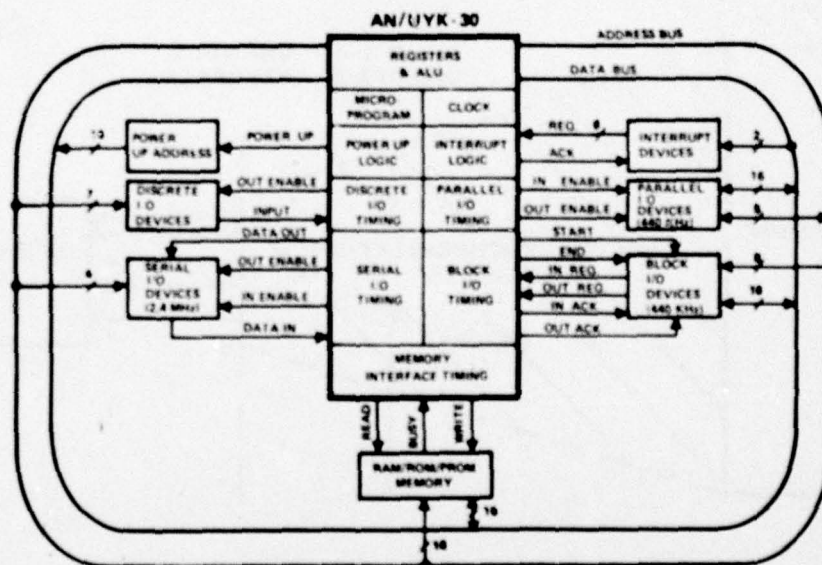 AN/UYK-30
ADDRESS BUS
DATA BUS
REGISTERS
& ALU
MICRO
PROGRAM
CLOCK
POWER UP
LOGIC
INTERRUPT
LOGIC
DISCRETE
I/O
TIMING
PARALLEL
I/O
TIMING
SERIAL
I/O
TIMING
BLOCK
I/O
TIMING
MEMORY
INTERFACE TIMING
POWER
UP ADDRESS
POWER UP
DISCRETE
I/O
DEVICES
7
OUT ENABLE
INPUT
DATA OUT
SERIAL
I/O
DEVICES
(2.4 MHz)
OUT ENABLE
IN ENABLE
DATA IN
REQ
ACK
INTERRUPT
DEVICES
2
IN ENABLE
OUT ENABLE
PARALLEL
I/O
DEVICES
(440 KHz)
16
START
END
IN REQ
OUT REQ
IN ACK
OUT ACK
BLOCK
I/O
DEVICES
(440 KHz)
16
READ
BUSY
WRITE
RAM/ROM/PROM
MEMORY
16
16